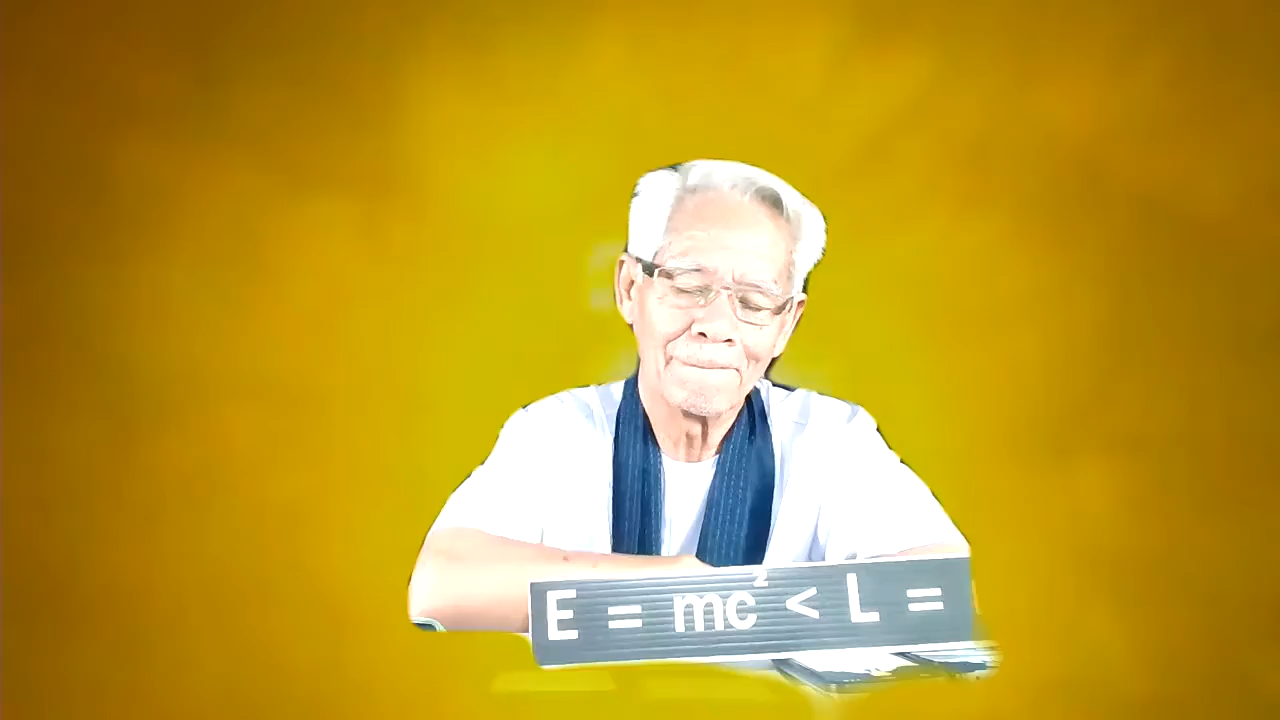 E = mc² < L =